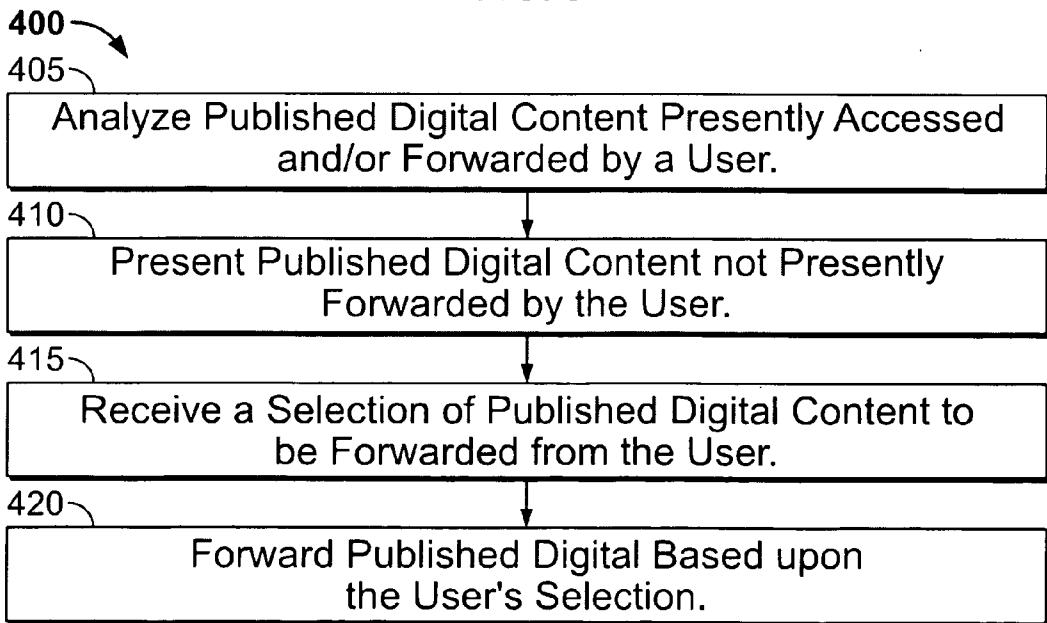 400
405
Analyze Published Digital Content Presently Accessed
and/or Forwarded by a User.
410
Present Published Digital Content not Presently
Forwarded by the User.
415
Receive a Selection of Published Digital Content to
be Forwarded from the User.
420
Forward Published Digital Based upon
the User's Selection.